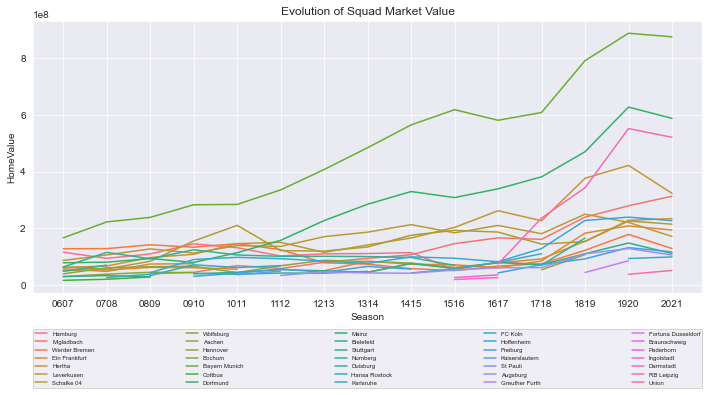 Evolution of Squad Market Value
1e8
8
6
4
2
0
HomeValue
0607 0708 0809 0910 1011 1112 1213 1314 1415 1516 1617 1718 1819 1920 2021
Season
Hamburg Wolfsburg Mainz FC Koln Fortuna Dusseldorf
M'gladbach Aachen Bielefeld Hoffenheim Braunschweig
Werder Bremen Hannover Stuttgart Freiburg Paderborn
Ein Frankfurt Bochum Nurnberg Kaiserslautern Ingolstadt
Hertha Bayern Munich Duisburg St Pauli Darmstadt
Leverkusen Cottbus Hansa Rostock Augsburg RB Leipzig
Schalke 04 Dortmund Karlsruhe Greuther Furth Union